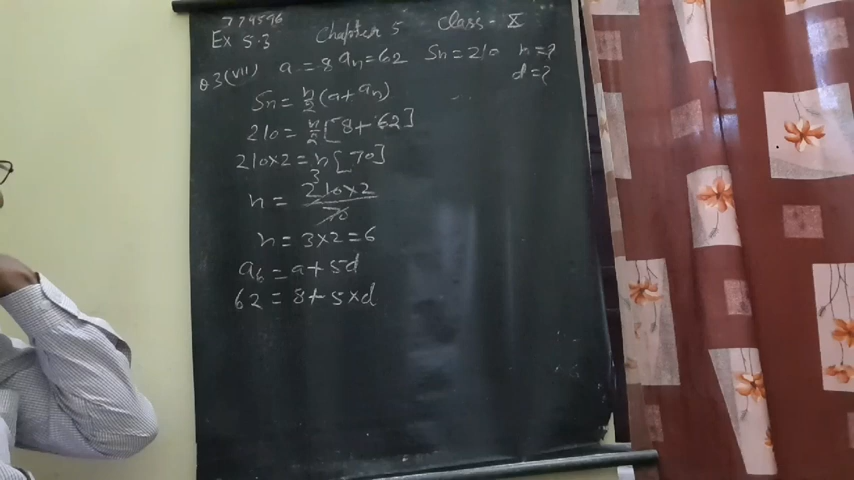 774596
Ex 5.3 Chapter 5 Class - X
Q3(vii) a = 8 an = 62 Sn = 210 n = ?
d = ?
Sn = n/2 (a + an)
210 = n/2 [8 + 62]
210×2 = n [70]
3
n = 210×2/70
n = 3×2 = 6
a6 = a + 5d
62 = 8 + 5×d